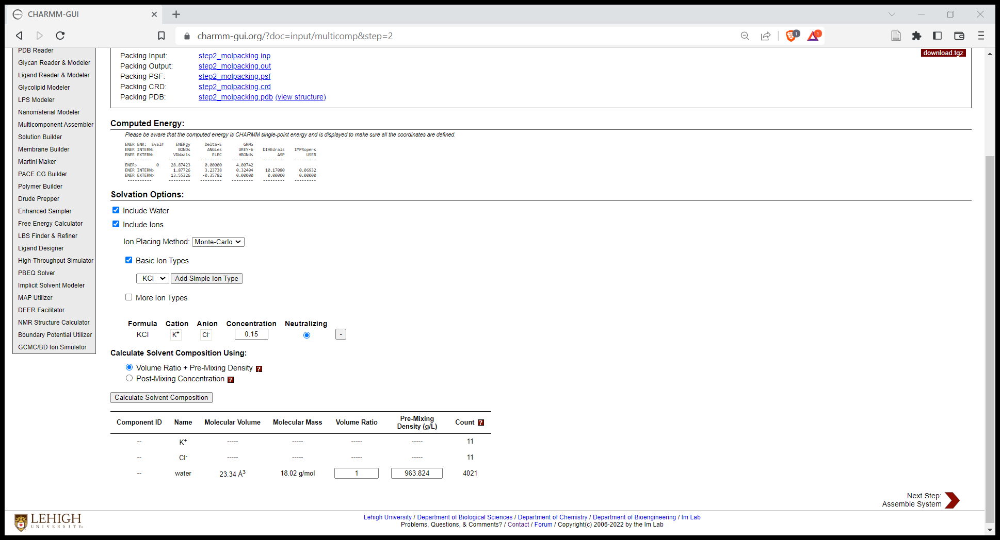 CHARMM-GUI
charmm-gui.org/?doc=input/multicomp&step=2
1
1
PDB Reader
Glycan Reader & Modeler
Ligand Reader & Modeler
Glycolipid Modeler
LPS Modeler
Nanomaterial Modeler
Multicomponent Assembler
Solution Builder
Membrane Builder
Martini Maker
PACE CG Builder
Polymer Builder
Drude Prepper
Enhanced Sampler
Free Energy Calculator
LBS Finder & Refiner
Ligand Designer
High-Throughput Simulator
PBEQ Solver
Implicit Solvent Modeler
MAP Utilizer
DEER Facilitator
NMR Structure Calculator
Boundary Potential Utilizer
GCMC/BD Ion Simulator
download.tgz
Packing Input: step2_molpacking.inp
Packing Output: step2_molpacking.out
Packing PSF: step2_molpacking.psf
Packing CRD: step2_molpacking.crd
Packing PDB: step2_molpacking.pdb (view structure)
Computed Energy:
Please be aware that the computed energy is CHARMM single-point energy and is displayed to make sure all the coordinates are defined.
ENER ENR: Eval# ENERgy Delta-E GRMS
ENER INTERN: BONDs ANGLes UREY-b DIHEdrals IMPRopers
ENER EXTERN: VDWaals ELEC HBONds ASP USER
---------- --------- --------- --------- --------- ---------
ENER> 0 28.87423 0.00000 4.00742
ENER INTERN> 1.87726 3.23738 0.32404 10.17080 0.06932
ENER EXTERN> 13.55326 -0.35782 0.00000 0.00000 0.00000
---------- --------- --------- --------- --------- ---------
Solvation Options:
Include Water
Include Ions
Ion Placing Method: Monte-Carlo
Basic Ion Types
KCl Add Simple Ion Type
More Ion Types
Formula Cation Anion Concentration Neutralizing
KCl K+ Cl- 0.15 -
Calculate Solvent Composition Using:
Volume Ratio + Pre-Mixing Density ?
Post-Mixing Concentration ?
Calculate Solvent Composition
Component ID Name Molecular Volume Molecular Mass Volume Ratio Pre-Mixing Density (g/L) Count ?
-- K+ ----- ----- ----- ----- 11
-- Cl- ----- ----- ----- ----- 11
-- water 23.34 Å3 18.02 g/mol 1 963.824 4021
Next Step:
Assemble System
LEHIGH
UNIVERSITY.
Lehigh University / Department of Biological Sciences / Department of Chemistry / Department of Bioengineering / Im Lab
Problems, Questions, & Comments? / Contact / Forum / Copyright(c) 2006-2022 by the Im Lab